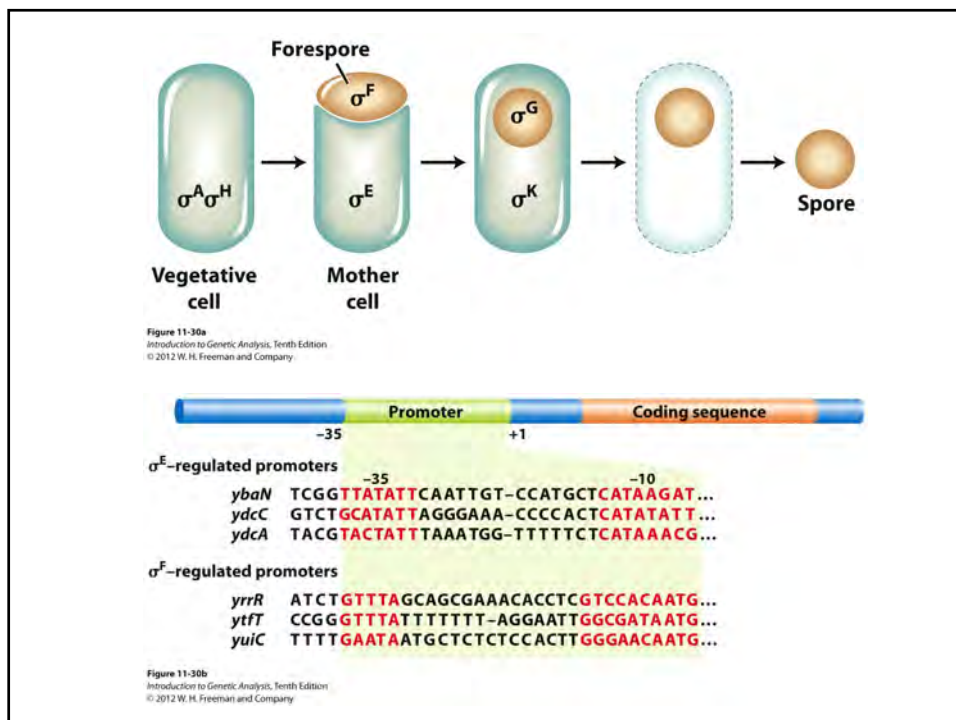 Forespore
σF
σG
σAσH
σE
σK
Spore
Vegetative
cell
Mother
cell
Figure 11-30a
Introduction to Genetic Analysis, Tenth Edition
© 2012 W. H. Freeman and Company
Promoter
Coding sequence
–35
+1
σE–regulated promoters
–35
–10
ybaN TCGGTTATATTCAATTGT–CCATGCTCATAAGAT...
ydcC GTCTGCATATTAGGGAAA–CCCCACTCATATATT...
ydcA TACGTACTATTTAAATGG–TTTTTCTCATAAACG...
σF–regulated promoters
yrrR ATCTGTTTAGCAGCGAAACACCTCGTCCACAATG...
ytfT CCGGGTTTATTTTTTTT–AGGAATTGGCGATAATG...
yuiC TTTTGAATAATGCTCTCTCCACTTGGGAACAATG...
Figure 11-30b
Introduction to Genetic Analysis, Tenth Edition
© 2012 W. H. Freeman and Company